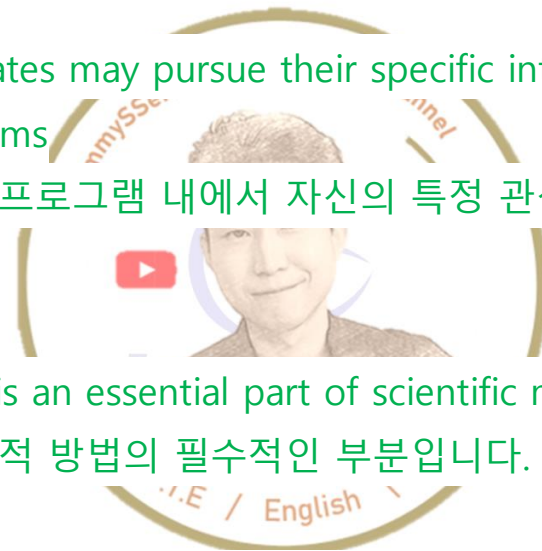 ates may pursue their specific int
ms
프로그램 내에서 자신의 특정 관
is an essential part of scientific
적 방법의 필수적인 부분입니다.
/ English